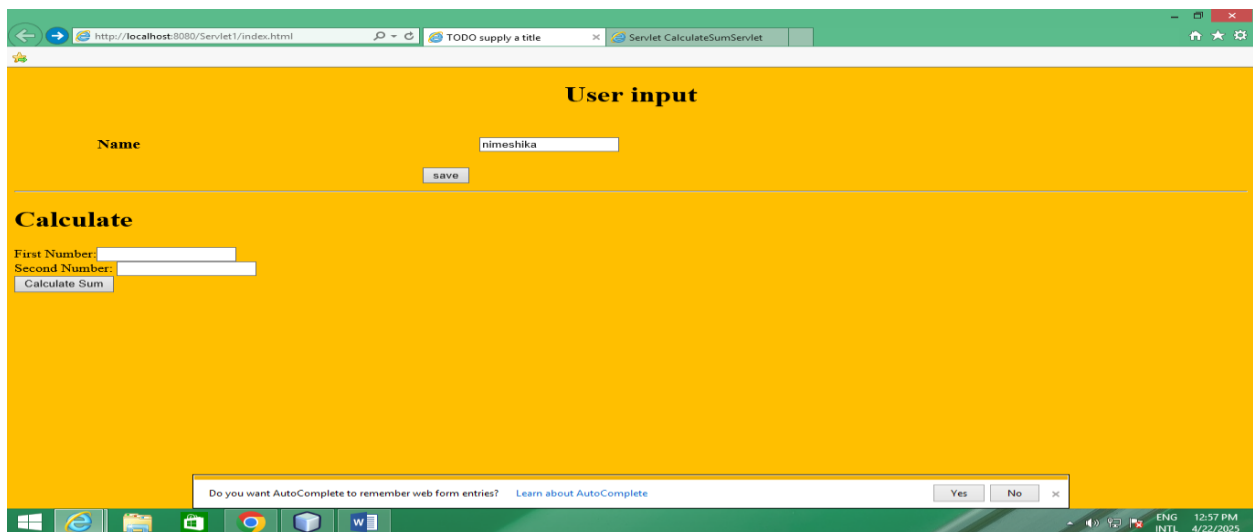 http://localhost:8080/Servlet1/index.html
TODO supply a title
Servlet CalculateSumServlet
User input
Name
nimeshika
save
Calculate
First Number:
Second Number:
Calculate Sum
Do you want AutoComplete to remember web form entries? Learn about AutoComplete
Yes
No
ENG 12:57 PM
INTL 4/22/2025